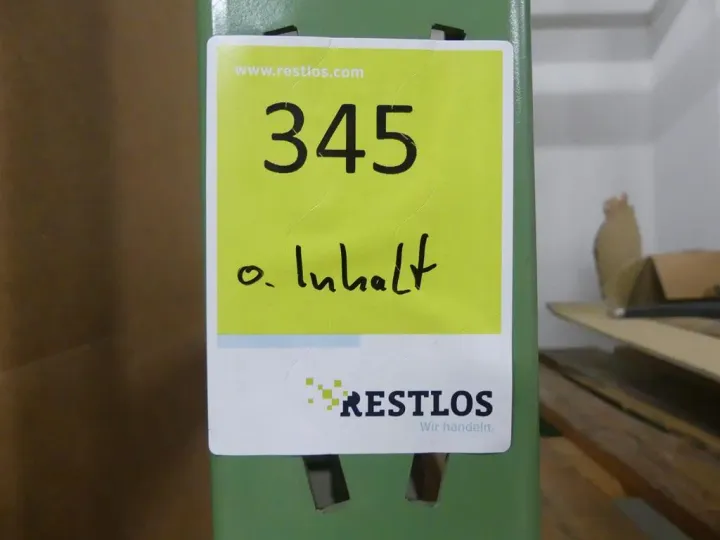 www.restlos.com
345
o. Inhalt
RESTLOS
Wir handeln.